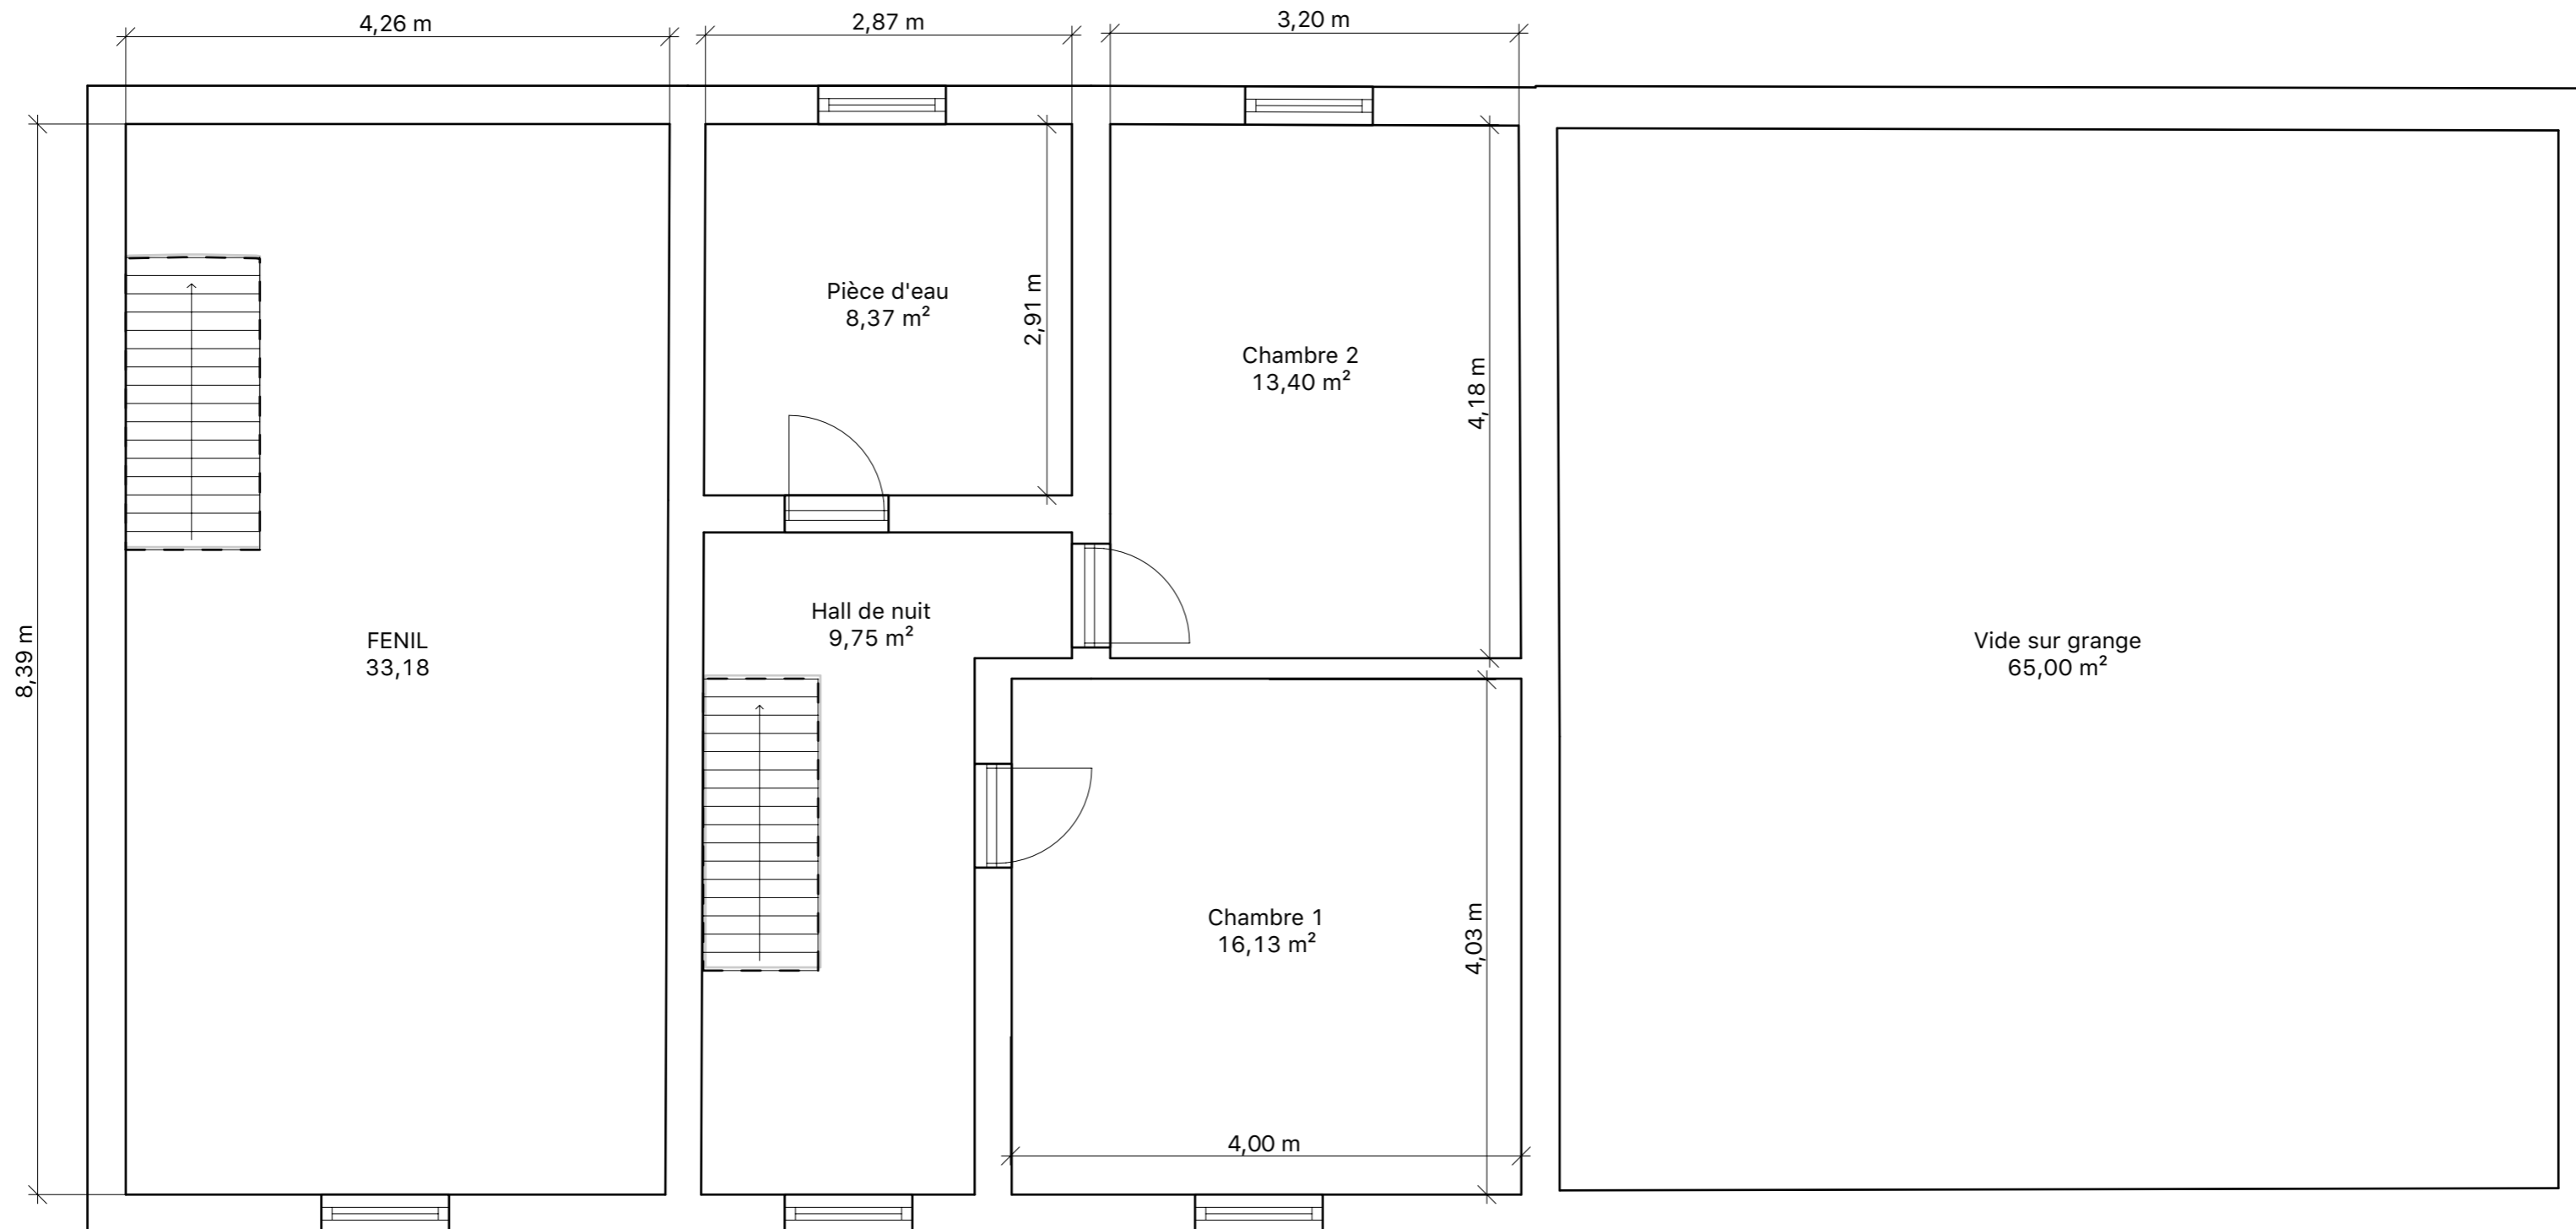 4,26 m
2,87 m
3,20 m
Pièce d'eau
8,37 m²
2,91 m
Chambre 2
13,40 m²
4,18 m
Hall de nuit
9,75 m²
8,39 m
FENIL
33,18
Vide sur grange
65,00 m²
Chambre 1
16,13 m²
4,03 m
4,00 m